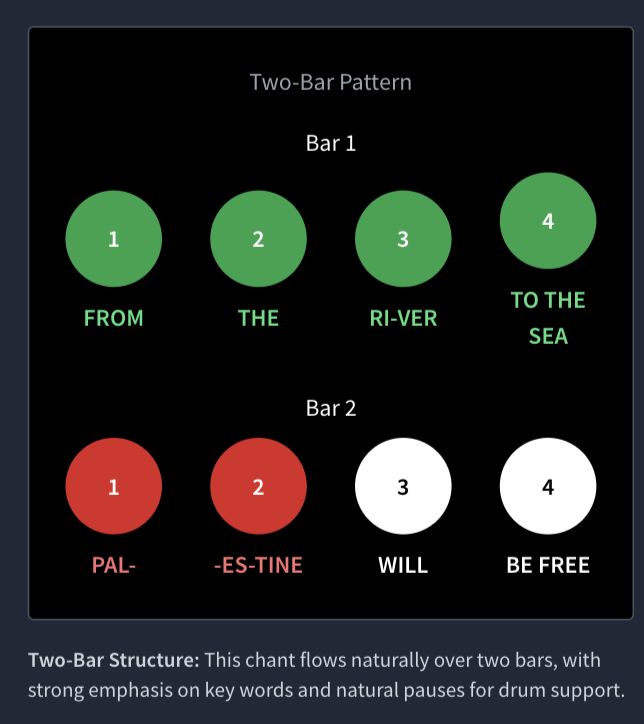 Two-Bar Pattern
Bar 1
1 2 3 4
FROM THE RI-VER TO THE
SEA
Bar 2
1 2 3 4
PAL- -ES-TINE WILL BE FREE
Two-Bar Structure: This chant flows naturally over two bars, with
strong emphasis on key words and natural pauses for drum support.